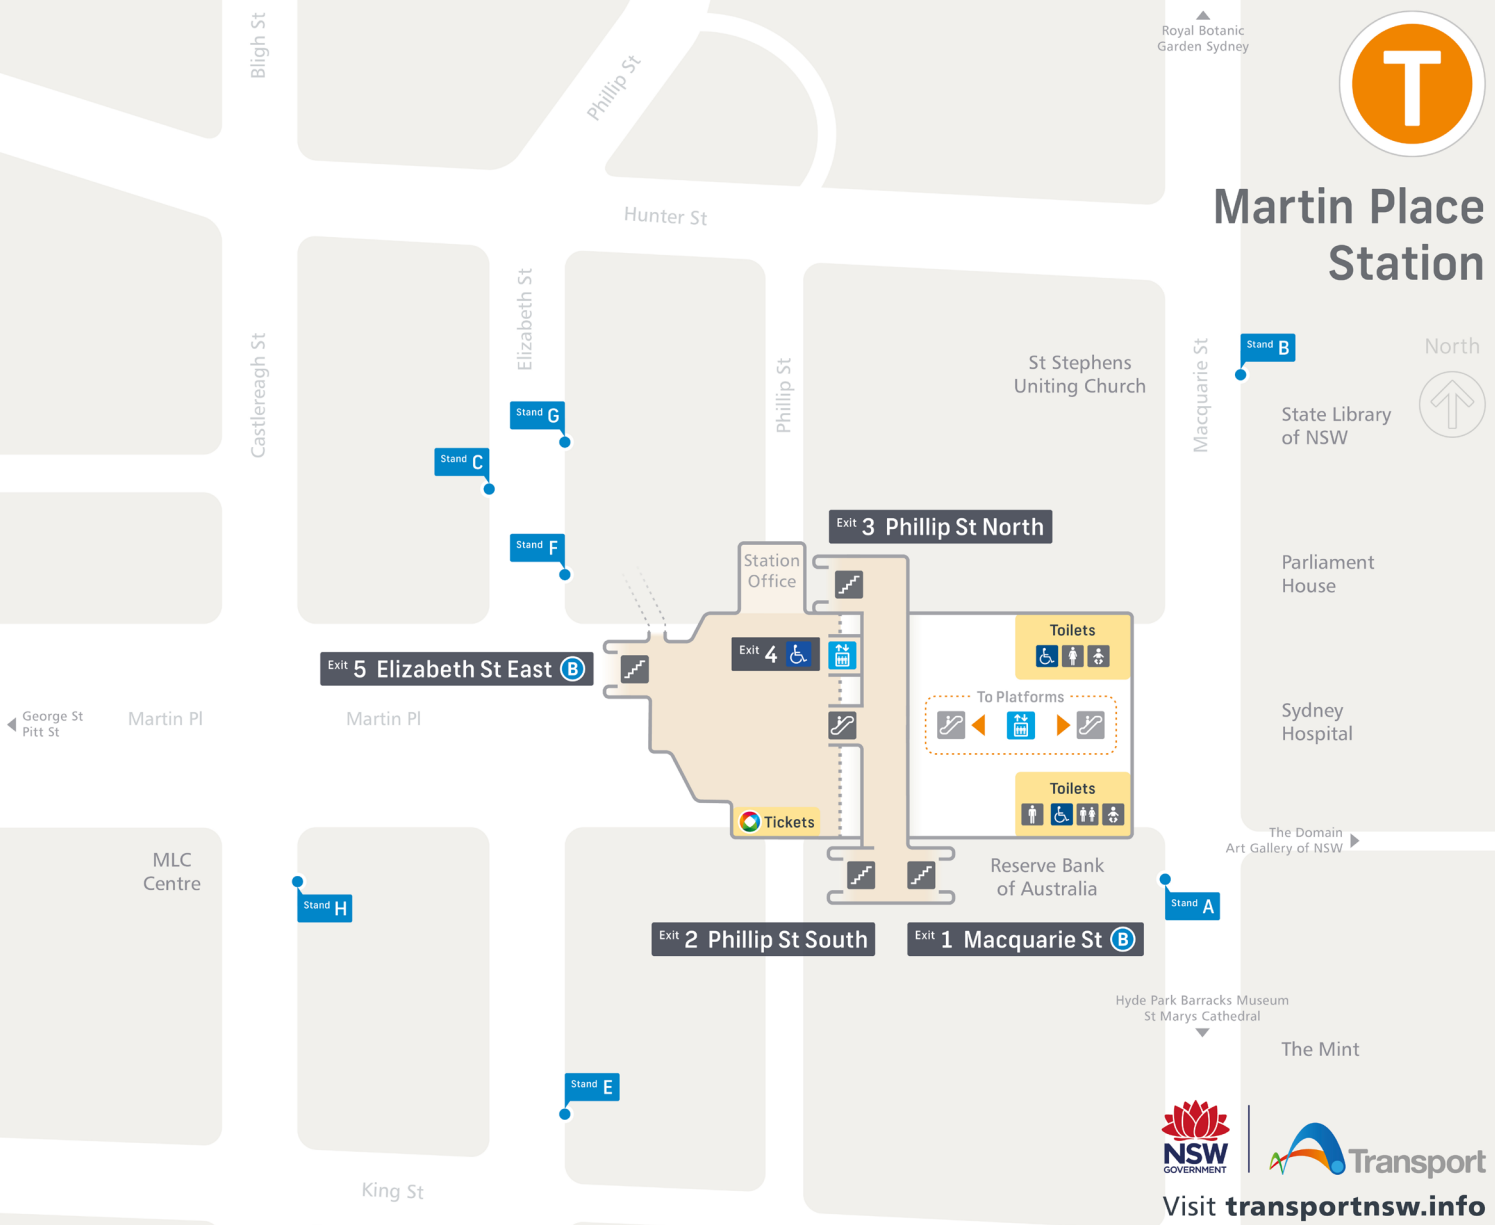 Bligh St
Phillip St
Royal Botanic
Garden Sydney
T
Martin Place
Station
Hunter St
Elizabeth St
Castlereagh St
Phillip St
Macquarie St
St Stephens
Uniting Church
Stand B
North
State Library
of NSW
Stand G
Stand C
Stand F
Exit 3 Phillip St North
Station
Office
Parliament
House
Toilets
Exit 4
Exit 5 Elizabeth St East B
To Platforms
George St
Pitt St
Martin Pl
Martin Pl
Sydney
Hospital
Toilets
Tickets
The Domain
Art Gallery of NSW
MLC
Centre
Reserve Bank
of Australia
Stand H
Stand A
Exit 2 Phillip St South
Exit 1 Macquarie St B
Hyde Park Barracks Museum
St Marys Cathedral
The Mint
Stand E
King St
NSW
GOVERNMENT
Transport
Visit transportnsw.info